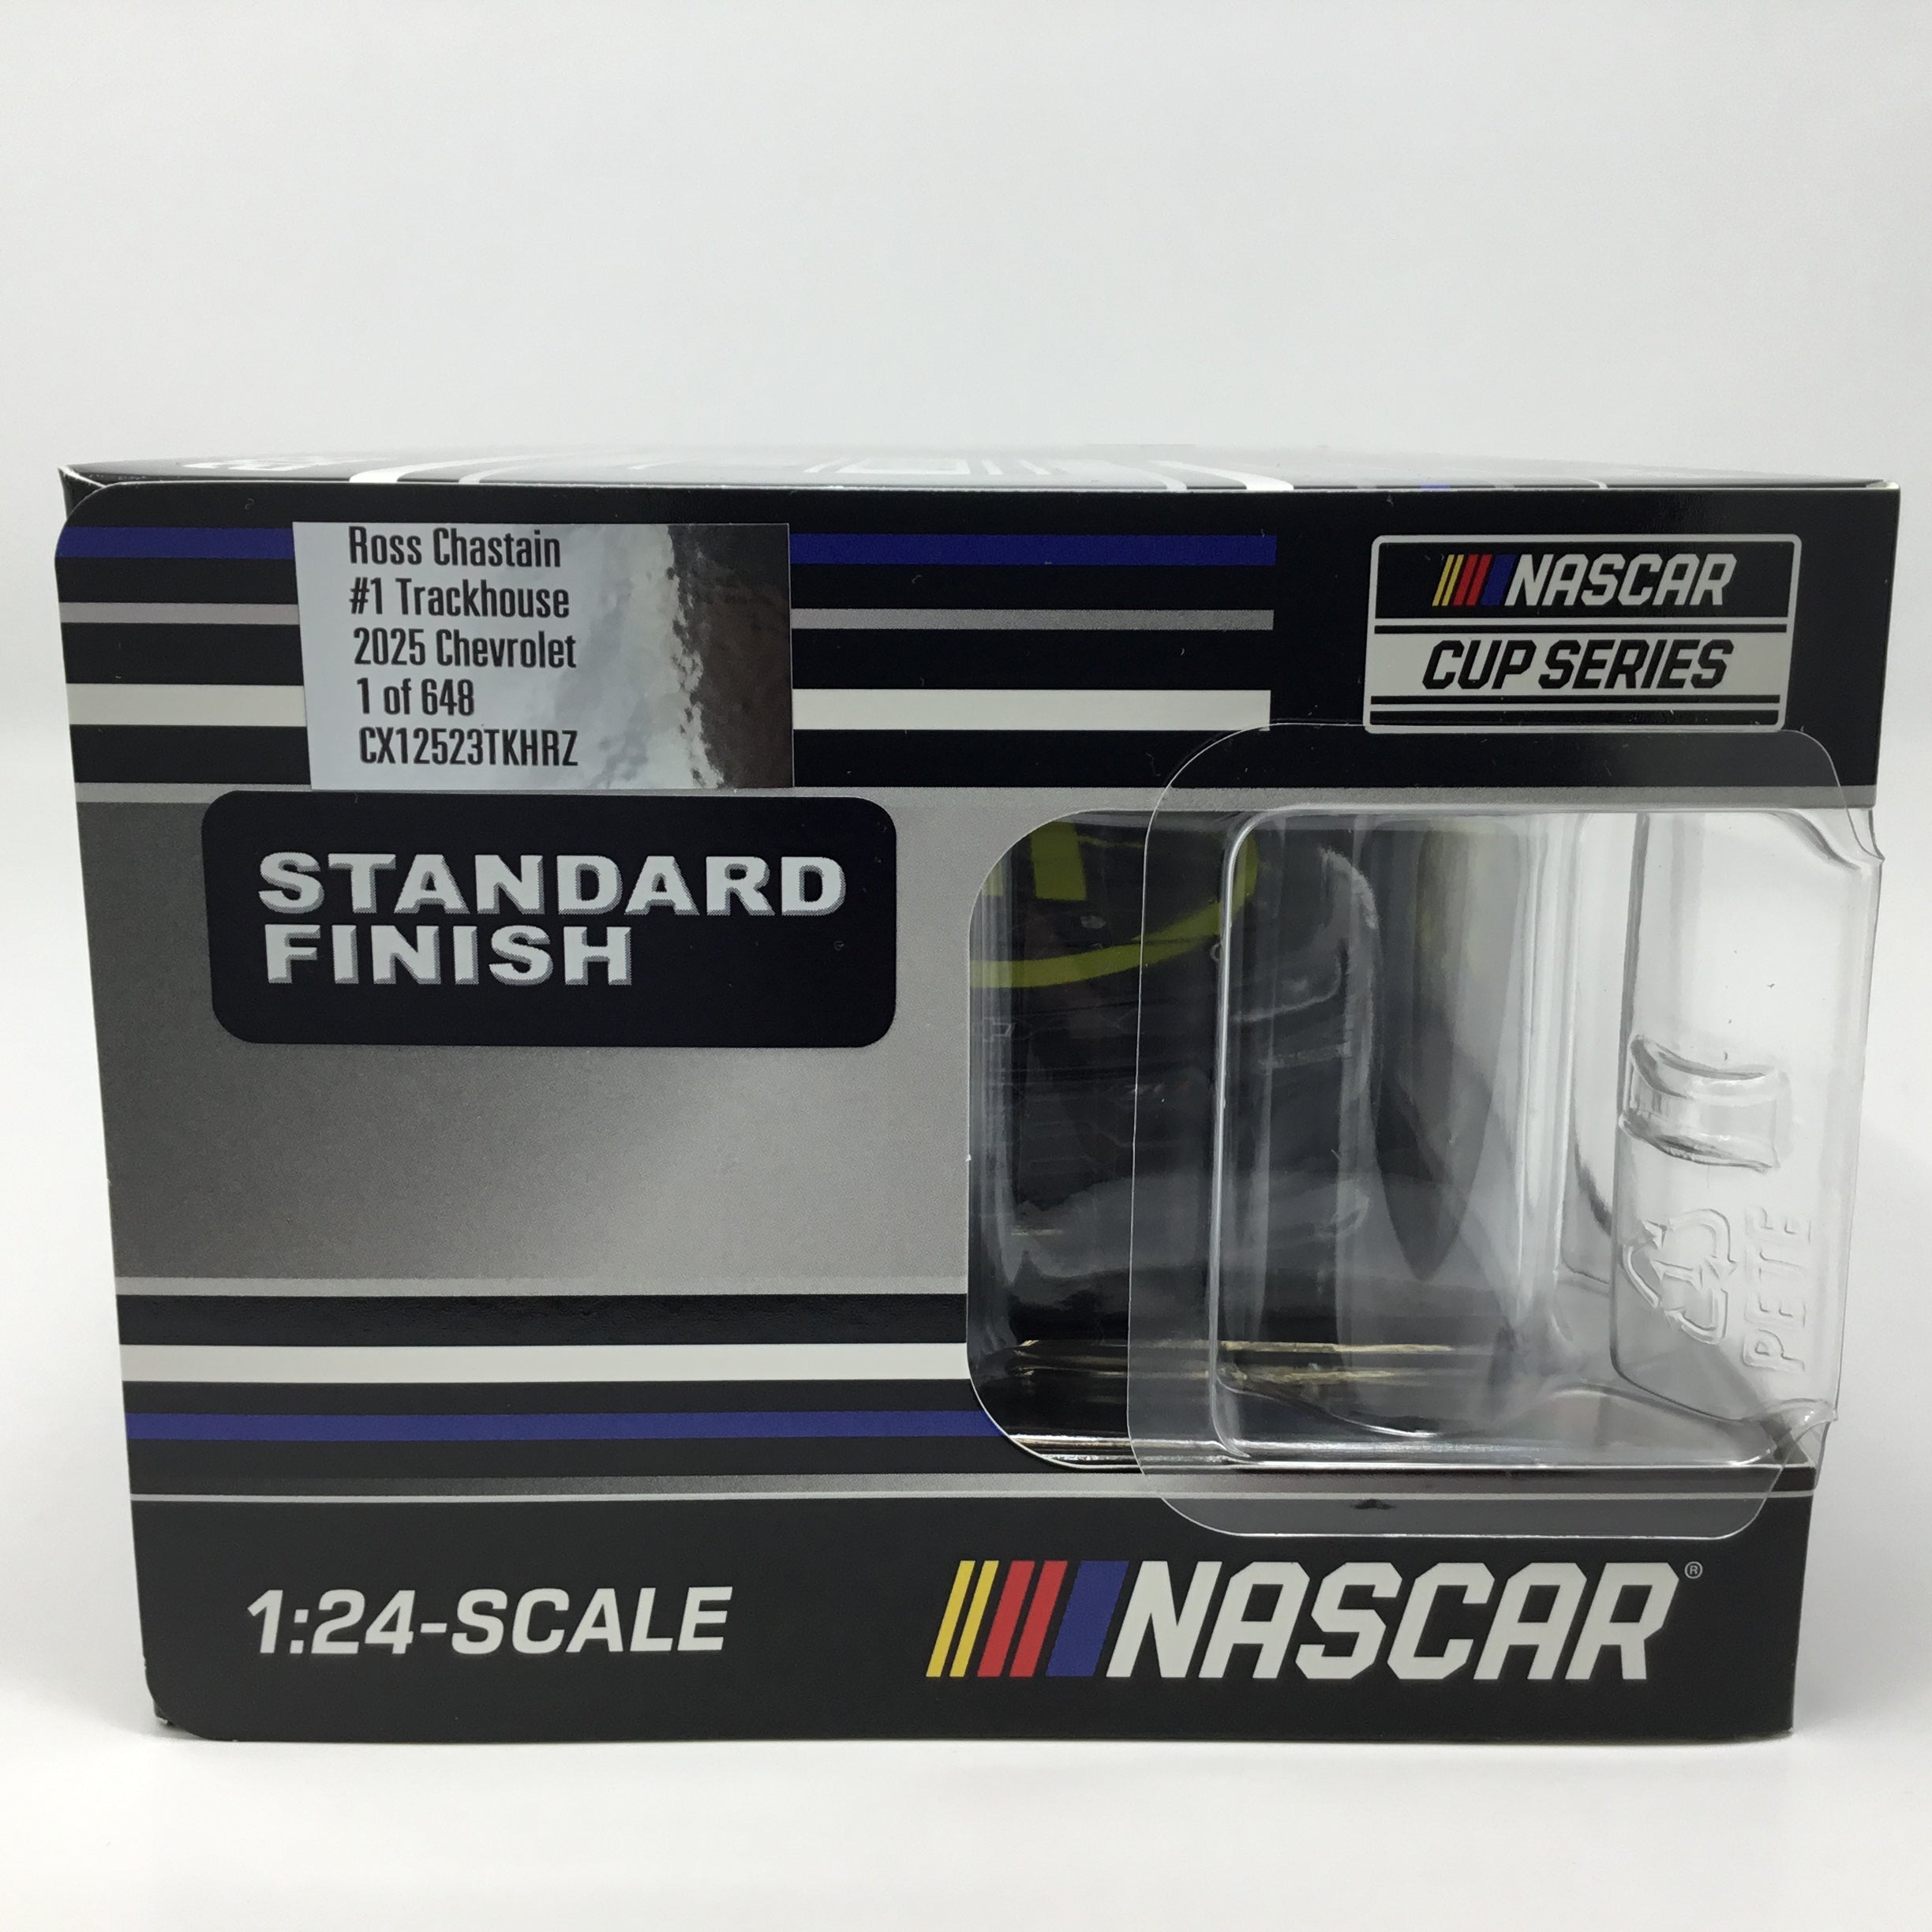 Ross Chastain
#1 Trackhouse
2025 Chevrolet
1 of 648
CX12523TKHRZ
NASCAR
CUP SERIES
STANDARD
FINISH
1
PETE
1:24-SCALE
NASCAR®